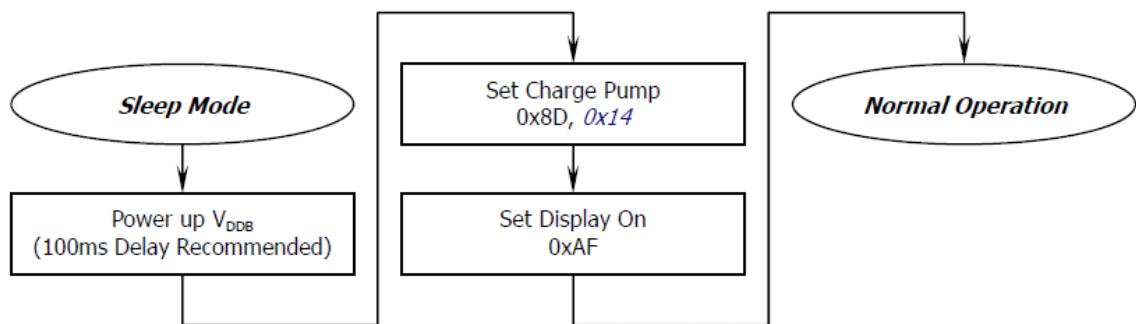 Sleep Mode
Power up VDDB
(100ms Delay Recommended)
Set Charge Pump
0x8D, 0x14
Set Display On
0xAF
Normal Operation